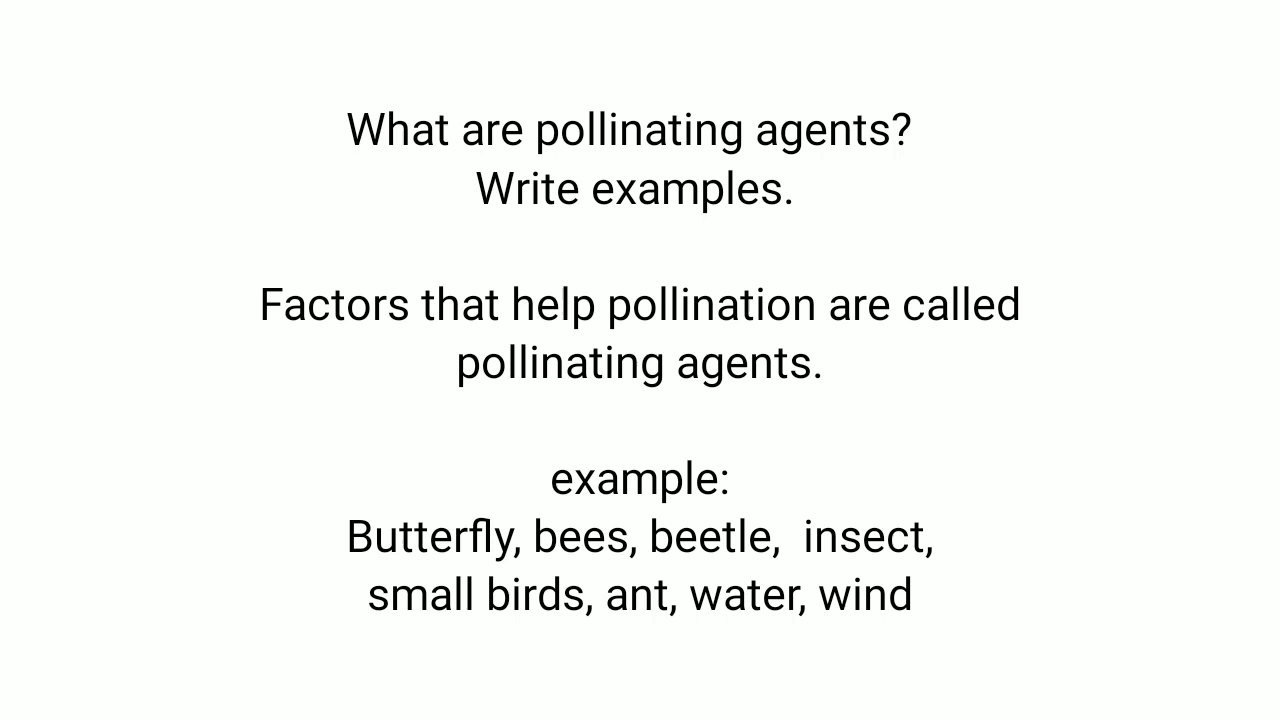 What are pollinating agents?
Write examples.
Factors that help pollination are called
pollinating agents.
example:
Butterfly, bees, beetle,  insect,
small birds, ant, water, wind